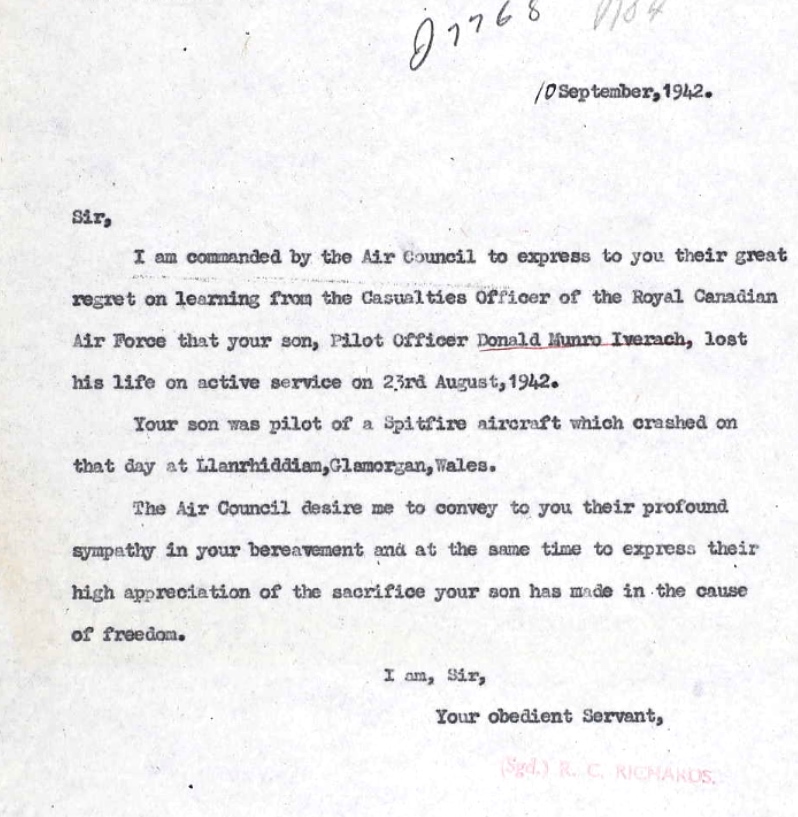 J7768
10 September,1942.
Sir,
I am commanded by the Air Council to express to you their great
regret on learning from the Casualties Officer of the Royal Canadian
Air Force that your son, Pilot Officer Donald Munro Iverach, lost
his life on active service on 23rd August,1942.
Your son was pilot of a Spitfire aircraft which crashed on
that day at Llanrhiddiam,Glamorgan,Wales.
The Air Council desire me to convey to you their profound
sympathy in your bereavement and at the same time to express their
high appreciation of the sacrifice your son has made in the cause
of freedom.
I am, Sir,
Your obedient Servant,
(Sgd.) R. C. RICHARDS.